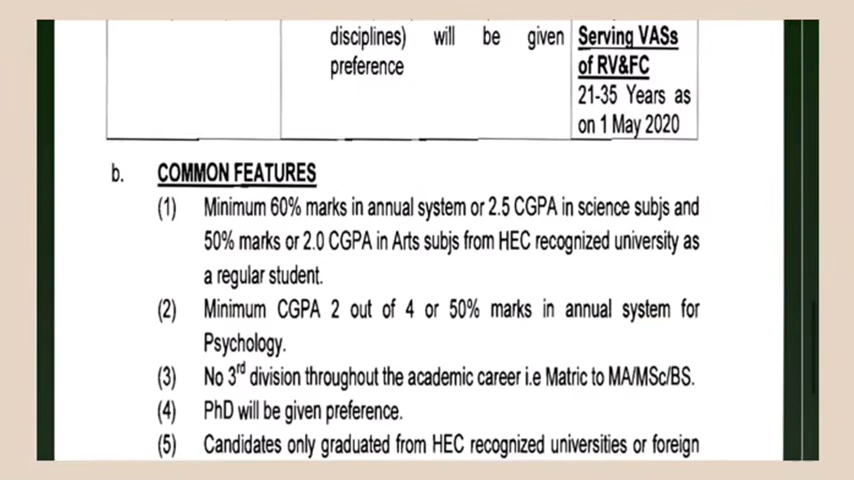 disciplines) will be given
preference
Serving VASs
of RV&FC
21-35 Years as
on 1 May 2020
b. COMMON FEATURES
(1) Minimum 60% marks in annual system or 2.5 CGPA in science subjs and
50% marks or 2.0 CGPA in Arts subjs from HEC recognized university as
a regular student.
(2) Minimum CGPA 2 out of 4 or 50% marks in annual system for
Psychology.
(3) No 3rd division throughout the academic career i.e Matric to MA/MSc/BS.
(4) PhD will be given preference.
(5) Candidates only graduated from HEC recognized universities or foreign